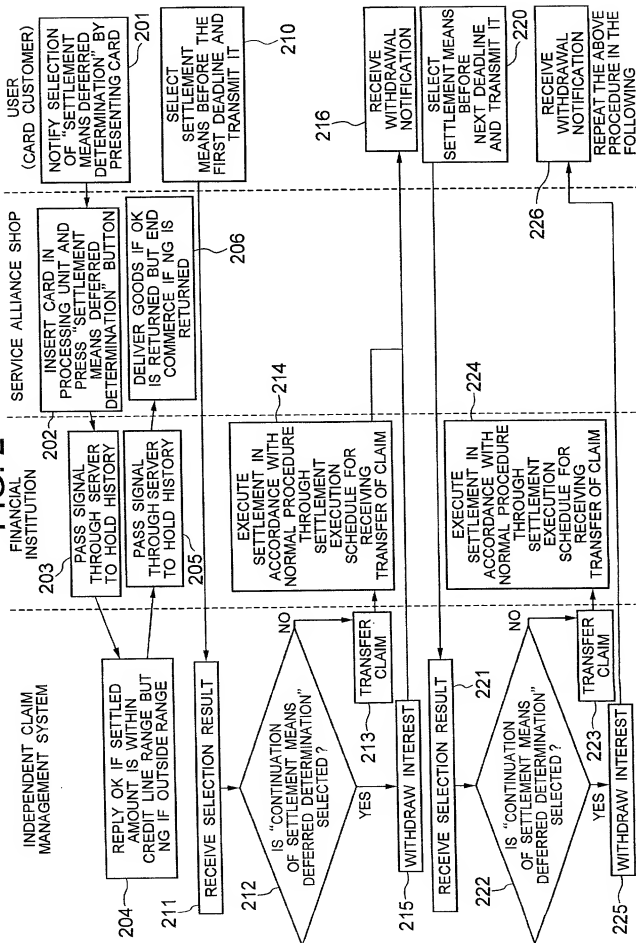 FIG. 2
USER
(CARD CUSTOMER)
SERVICE ALLIANCE SHOP
FINANCIAL
INSTITUTION
INDEPENDENT CLAIM
MANAGEMENT SYSTEM
201
NOTIFY SELECTION
OF "SETTLEMENT
MEANS DEFERRED
DETERMINATION" BY
PRESENTING CARD
202
INSERT CARD IN
PROCESSING UNIT AND
PRESS "SETTLEMENT
MEANS DEFERRED
DETERMINATION" BUTTON
203
PASS SIGNAL
THROUGH SERVER
TO HOLD HISTORY
204
REPLY OK IF SETTLED
AMOUNT IS WITHIN
CREDIT LINE RANGE BUT
NG IF OUTSIDE RANGE
205
PASS SIGNAL
THROUGH SERVER
TO HOLD HISTORY
206
DELIVER GOODS IF OK
IS RETURNED BUT END
COMMERCE IF NG IS
RETURNED
210
SELECT
SETTLEMENT
MEANS BEFORE THE
FIRST DEADLINE AND
TRANSMIT IT
211
RECEIVE SELECTION RESULT
212
IS "CONTINUATION
OF SETTLEMENT MEANS
DEFERRED DETERMINATION"
SELECTED?
NO
YES
213
TRANSFER
CLAIM
214
EXECUTE
SETTLEMENT IN
ACCORDANCE WITH
NORMAL PROCEDURE
THROUGH
SETTLEMENT
EXECUTION
SCHEDULE FOR
RECEIVING
TRANSFER OF CLAIM
215
WITHDRAW INTEREST
216
RECEIVE
WITHDRAWAL
NOTIFICATION
220
SELECT
SETTLEMENT MEANS
BEFORE
NEXT DEADLINE
AND TRANSMIT IT
221
RECEIVE SELECTION RESULT
222
IS "CONTINUATION
OF SETTLEMENT MEANS
DEFERRED DETERMINATION"
SELECTED?
NO
YES
223
TRANSFER
CLAIM
224
EXECUTE
SETTLEMENT IN
ACCORDANCE WITH
NORMAL PROCEDURE
THROUGH
SETTLEMENT
EXECUTION
SCHEDULE FOR
RECEIVING
TRANSFER OF CLAIM
225
WITHDRAW INTEREST
226
RECEIVE
WITHDRAWAL
NOTIFICATION
REPEAT THE ABOVE
PROCEDURE IN THE
FOLLOWING